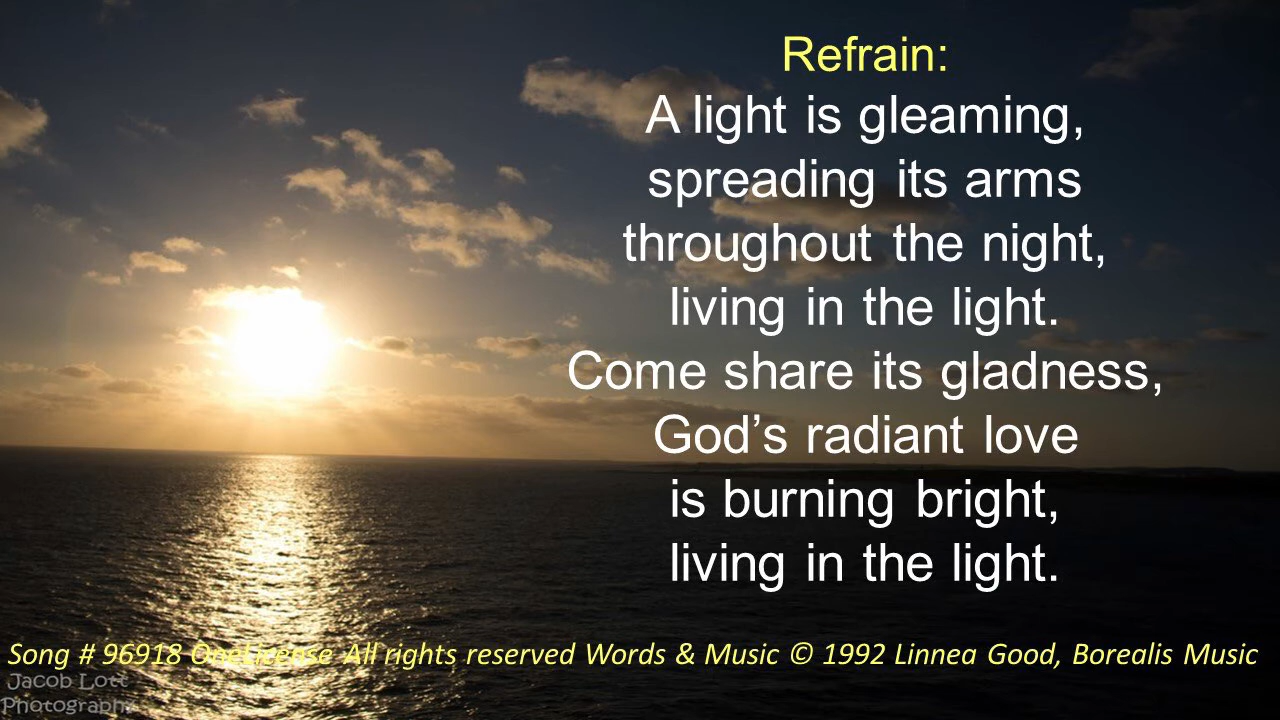 Refrain:
A light is gleaming,
spreading its arms
throughout the night,
living in the light.
Come share its gladness,
God’s radiant love
is burning bright,
living in the light.
Song # 96918 OneLicense All rights reserved Words & Music © 1992 Linnea Good, Borealis Music
Jacob Lott
Photography